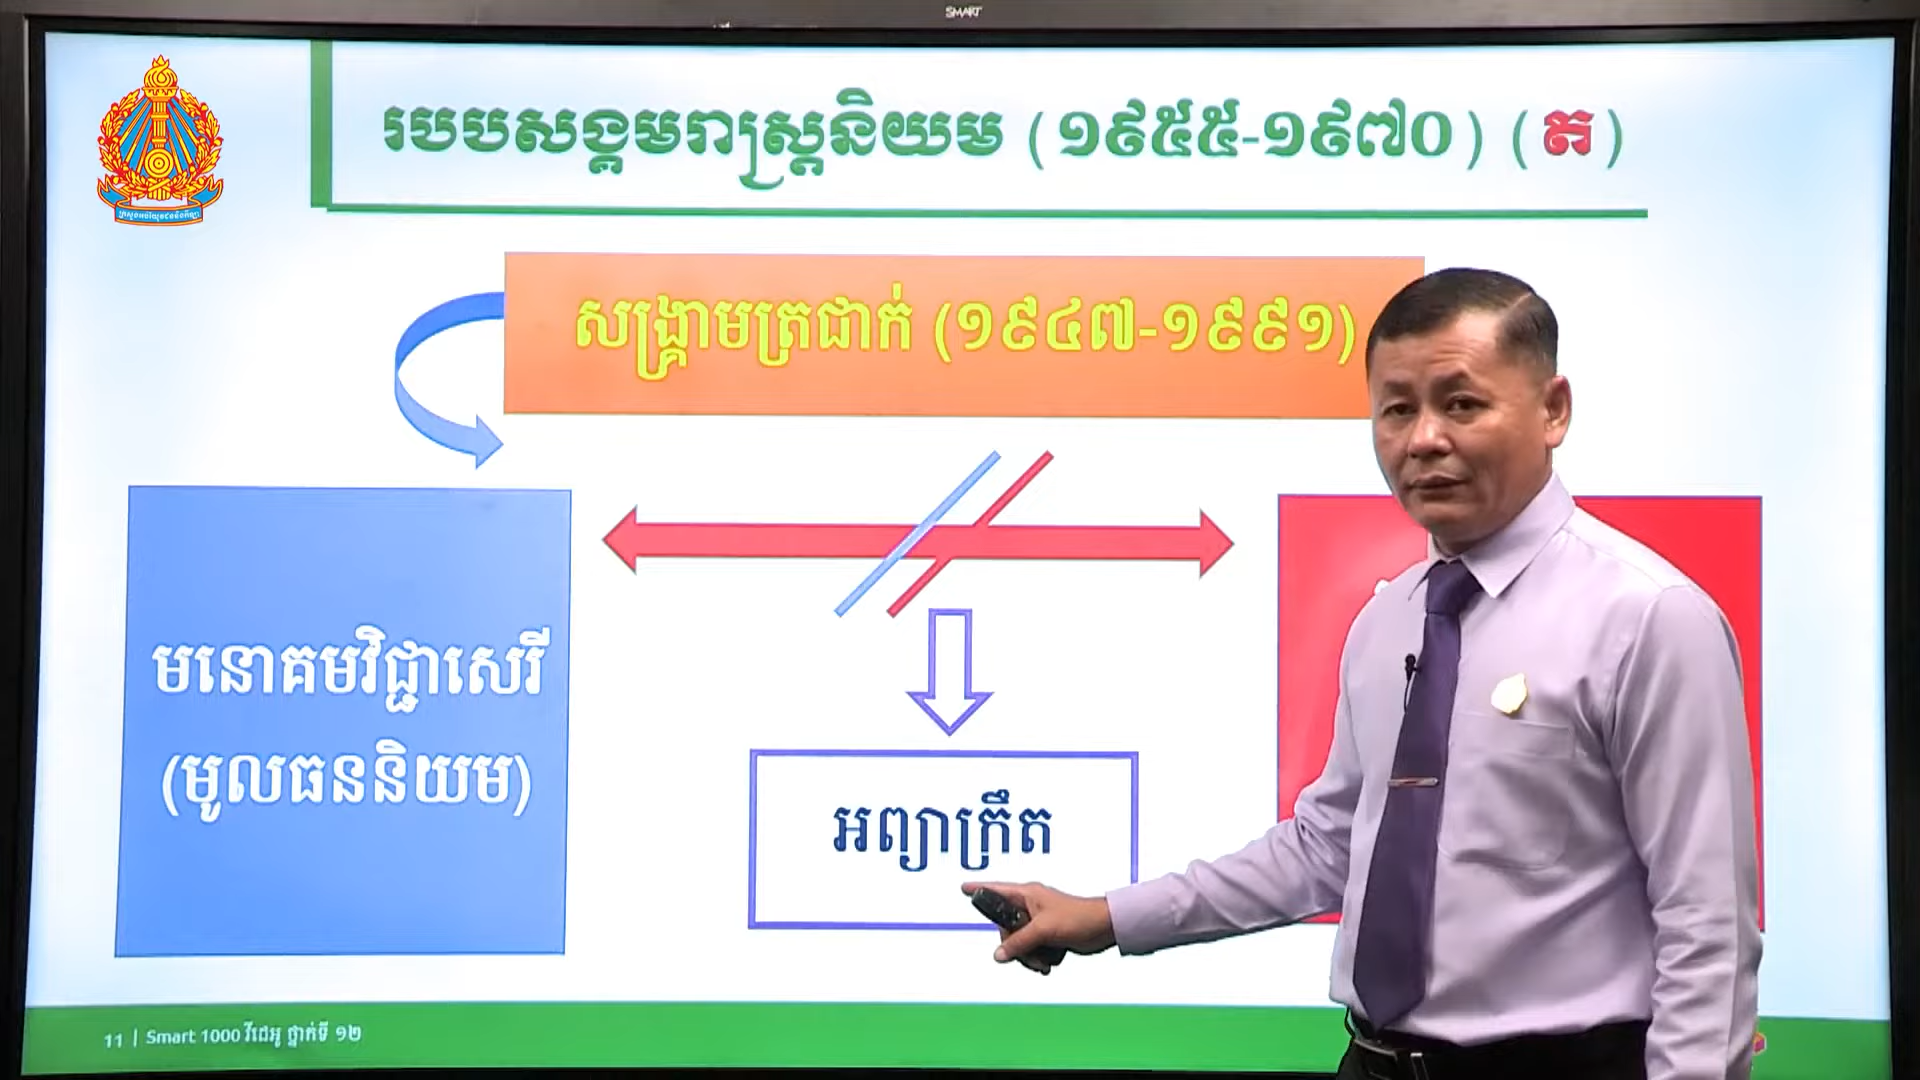 SMART
របបសង្គមរាស្ត្រនិយម (១៩៥៥-១៩៧០) (ត)
សង្គ្រាមត្រជាក់ (១៩៤៧-១៩៩១)
មនោគមវិជ្ជាសេរី
(មូលធននិយម)
អព្យាក្រឹត
11 | Smart 1000 វីដេអូ ថ្នាក់ទី ១២